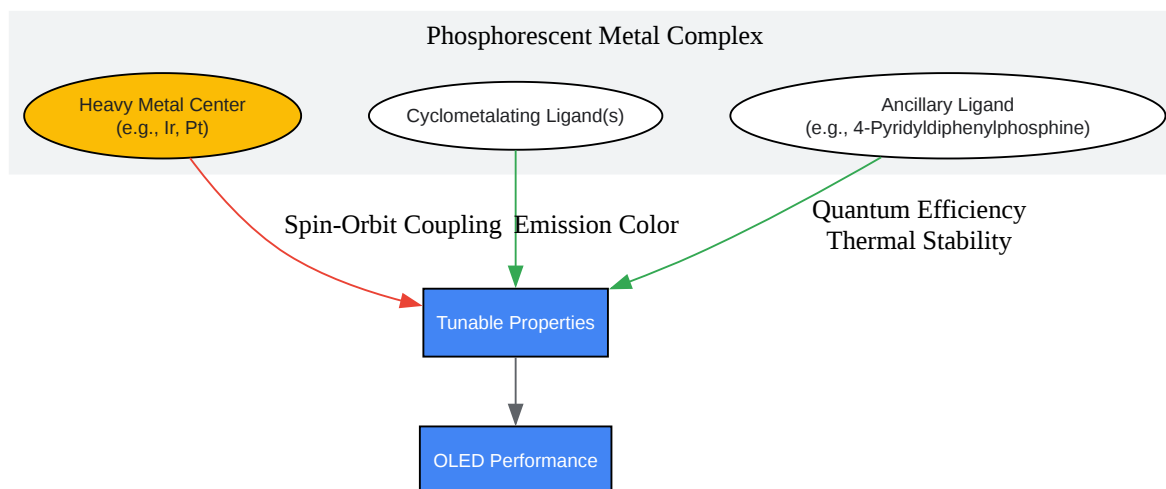 Phosphorescent Metal Complex
Heavy Metal Center
(e.g., Ir, Pt)
Cyclometalating Ligand(s)
Ancillary Ligand
(e.g., 4-Pyridyldiphenylphosphine)
Spin-Orbit Coupling
Emission Color
Quantum Efficiency
Thermal Stability
Tunable Properties
OLED Performance